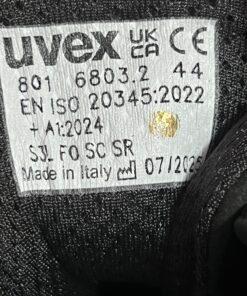 uvex UK CA CE
801 6803.2 44
EN ISO 20345:2022
+A1:2024
S3L FO SC SR
Made in Italy 07/2025